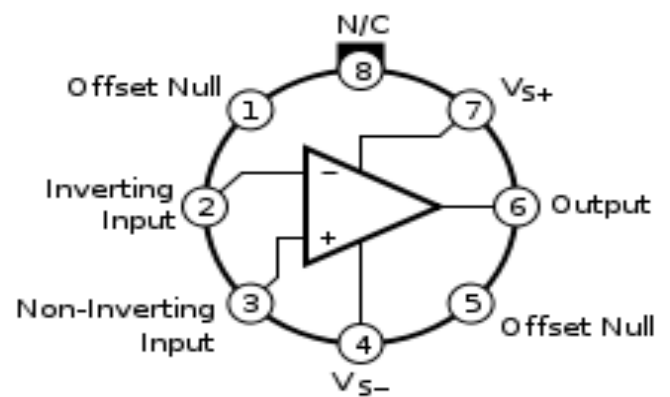 N/C
8
Offset Null
1
7
VS+
Inverting
Input
2
−
6
Output
+
Non-Inverting
Input
3
5
Offset Null
4
VS−